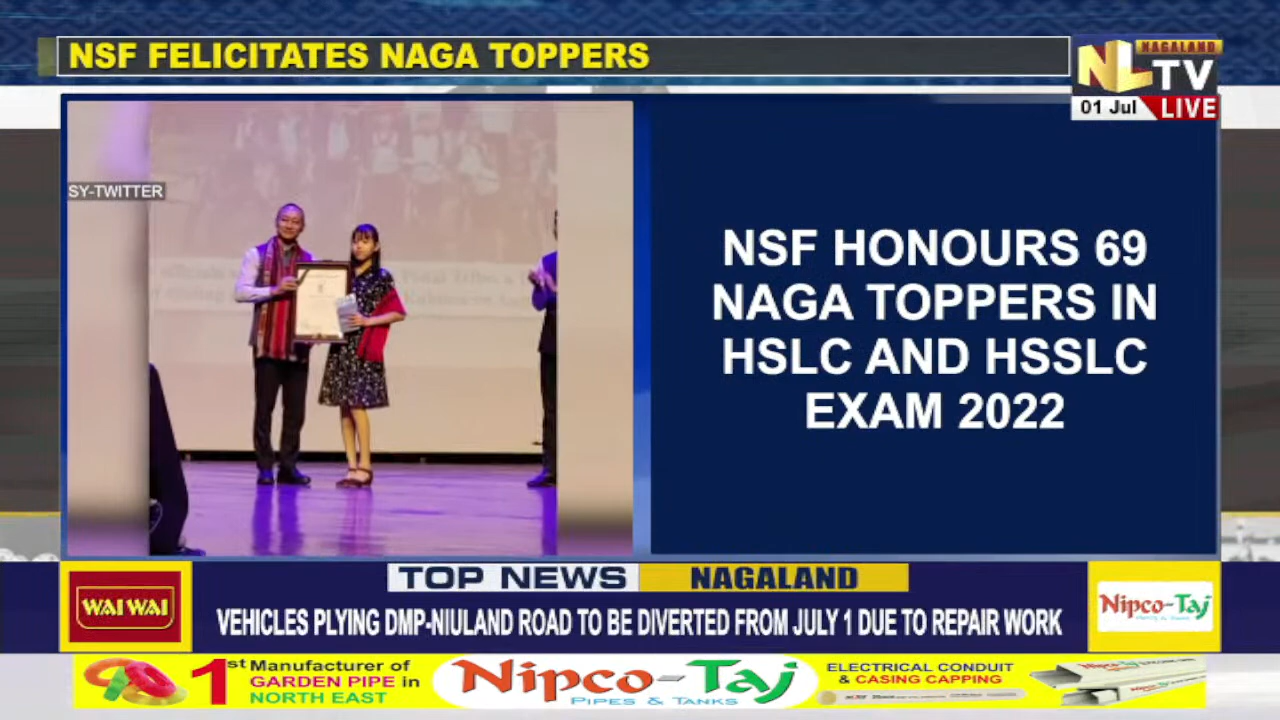 NSF FELICITATES NAGA TOPPERS
NAGALAND
NLTV
01 Jul LIVE
SY-TWITTER
NSF HONOURS 69
NAGA TOPPERS IN
HSLC AND HSSLC
EXAM 2022
TOP NEWS NAGALAND
WAI WAI
VEHICLES PLYING DMP-NIULAND ROAD TO BE DIVERTED FROM JULY 1 DUE TO REPAIR WORK
Nipco-Taj
1st Manufacturer of
GARDEN PIPE in
NORTH EAST
Nipco-Taj
PIPES & TANKS
ELECTRICAL CONDUIT
& CASING CAPPING